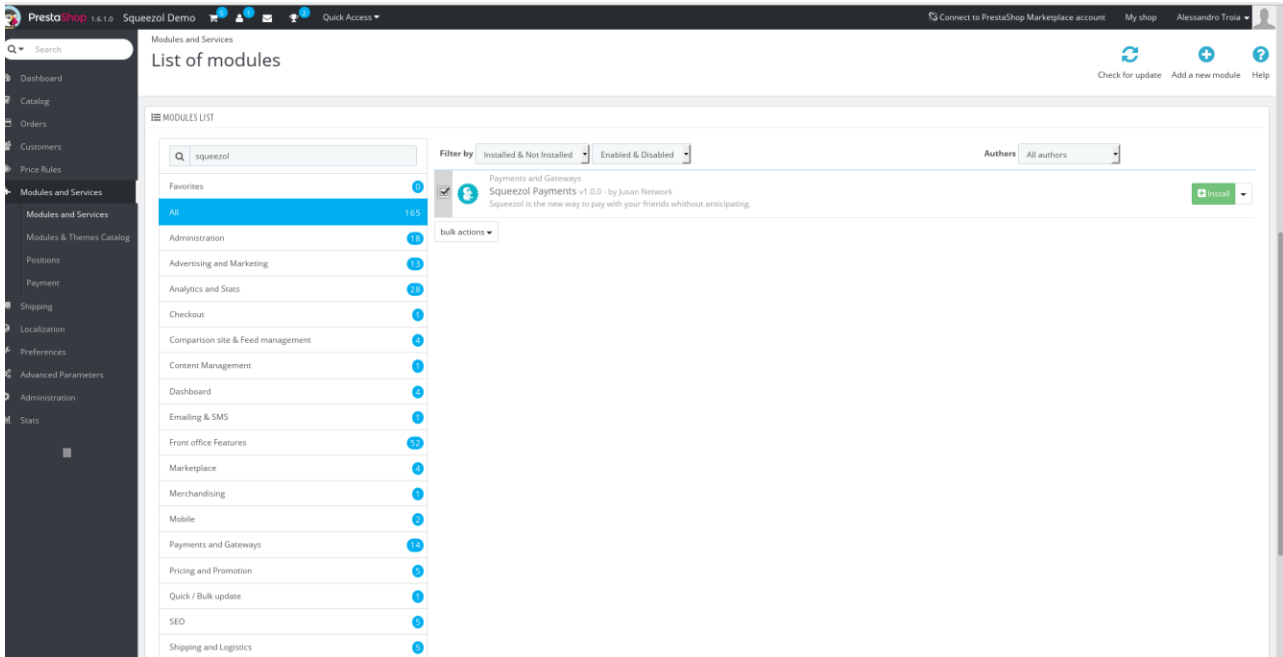 PrestaShop 1.6.1.0 Squeezol Demo 5 1 2 Quick Access Connect to PrestaShop Marketplace account My shop Alessandro Troia
Search
Dashboard
Catalog
Orders
Customers
Price Rules
Modules and Services
Modules and Services
Modules & Themes Catalog
Positions
Payment
Shipping
Localization
Preferences
Advanced Parameters
Administration
Stats
Modules and Services
List of modules
Check for update Add a new module Help
MODULES LIST
squeezol
Favorites 0
All 165
Administration 18
Advertising and Marketing 13
Analytics and Stats 28
Checkout 1
Comparison site & Feed management 4
Content Management 1
Dashboard 4
Emailing & SMS 1
Front office Features 52
Marketplace 4
Merchandising 1
Mobile 2
Payments and Gateways 14
Pricing and Promotion 5
Quick / Bulk update 1
SEO 5
Shipping and Logistics 5
Filter by Installed & Not Installed Enabled & Disabled Authors All authors
Payments and Gateways
Squeezol Payments v1.0.0 - by Jusan Network
Squeezol is the new way to pay with your friends whithout anticipating.
Install
bulk actions